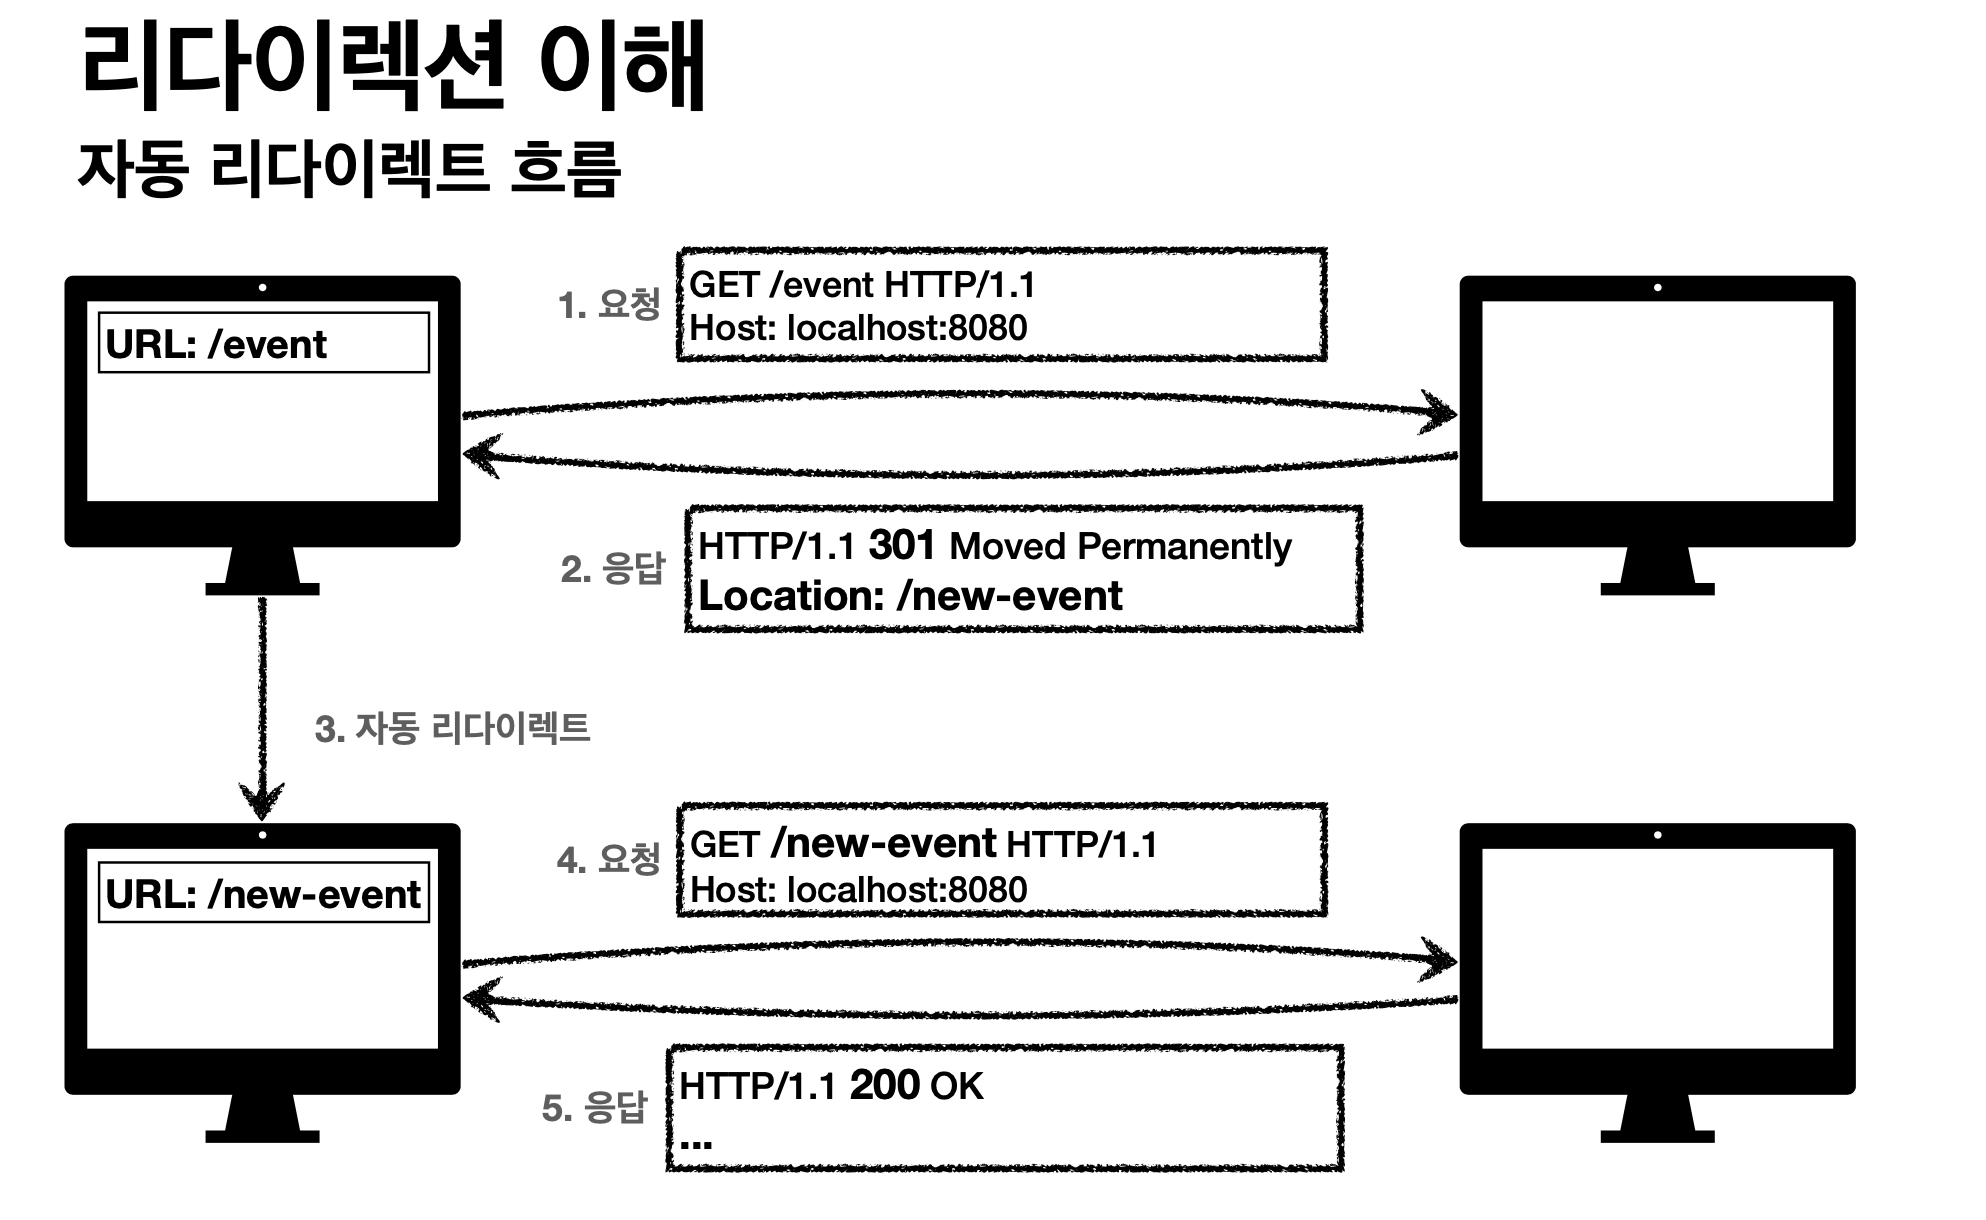 리다이렉션 이해
자동 리다이렉트 흐름
URL: /event
1. 요청
GET /event HTTP/1.1
Host: localhost:8080
2. 응답
HTTP/1.1 301 Moved Permanently
Location: /new-event
3. 자동 리다이렉트
URL: /new-event
4. 요청
GET /new-event HTTP/1.1
Host: localhost:8080
5. 응답
HTTP/1.1 200 OK
...